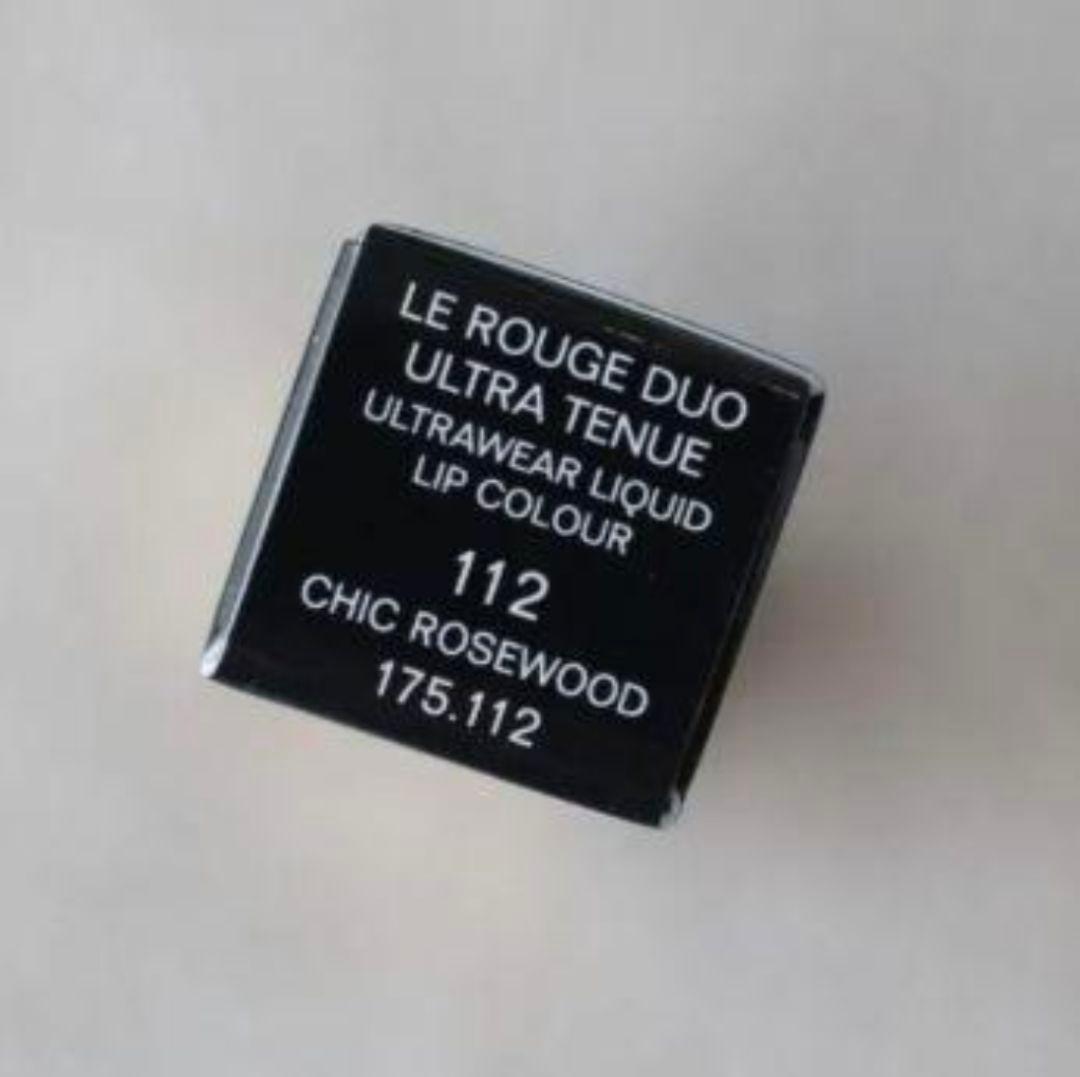 LE ROUGE DUO
ULTRA TENUE
ULTRAWEAR LIQUID
LIP COLOUR
112
CHIC ROSEWOOD
175.112